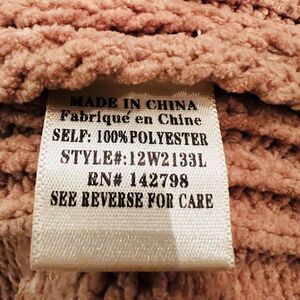 MADE IN CHINA
Fabriqué en Chine
SELF: 100% POLYESTER
STYLE#:12W2133L
RN# 142798
SEE REVERSE FOR CARE